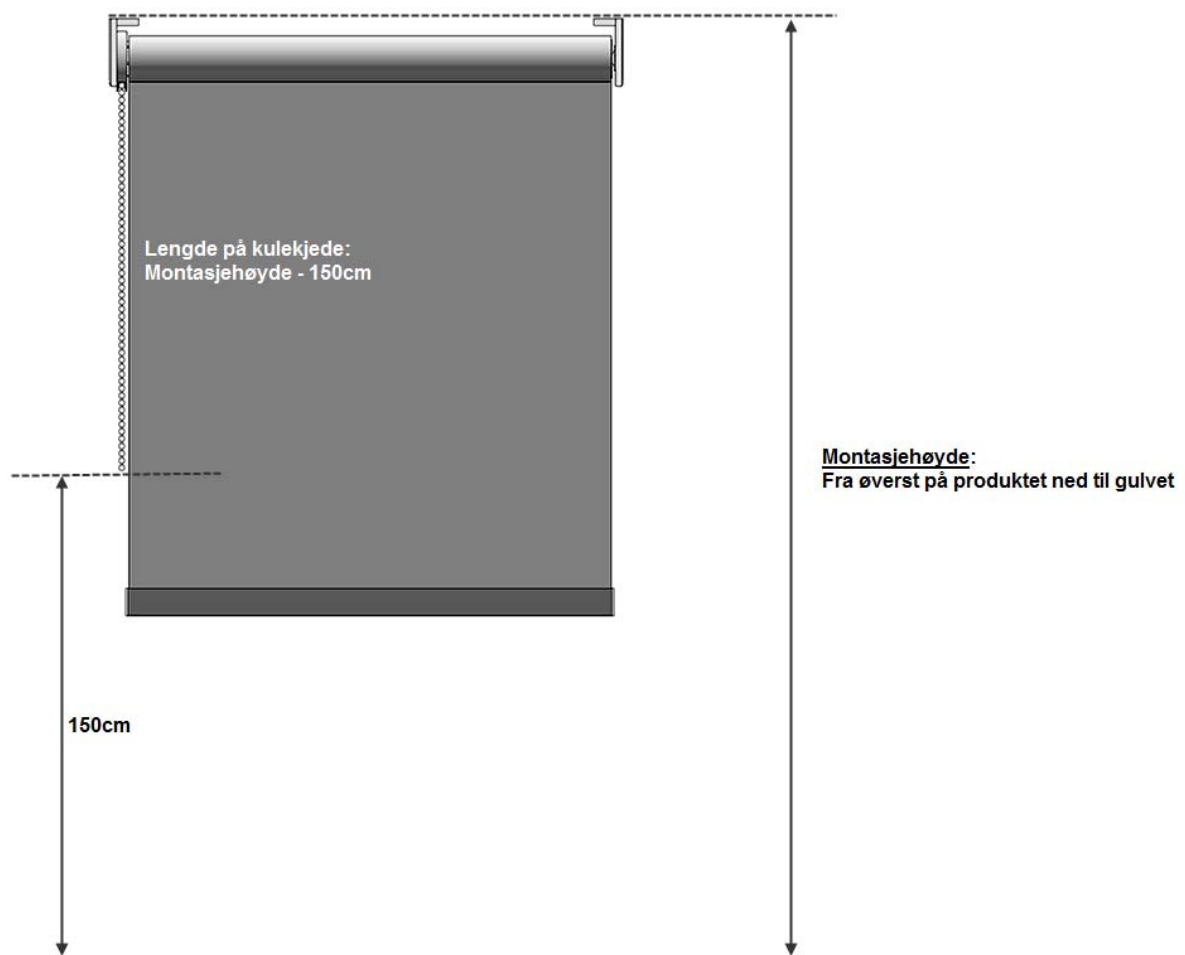 Lengde på kulekjede:
Montasjehøyde - 150cm
Montasjehøyde:
Fra øverst på produktet ned til gulvet
150cm